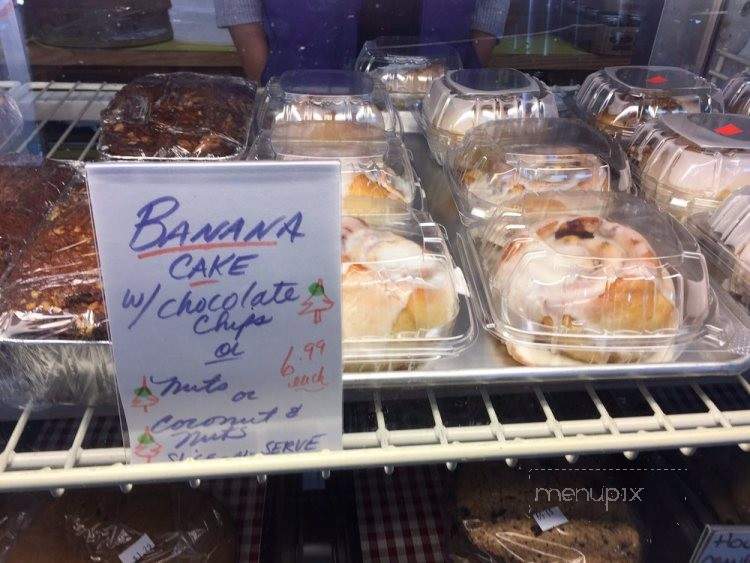 BANANA
CAKE
w/ chocolate
chips
or
6.99
each
nuts or
coconut &
nuts
SERVE
menupix